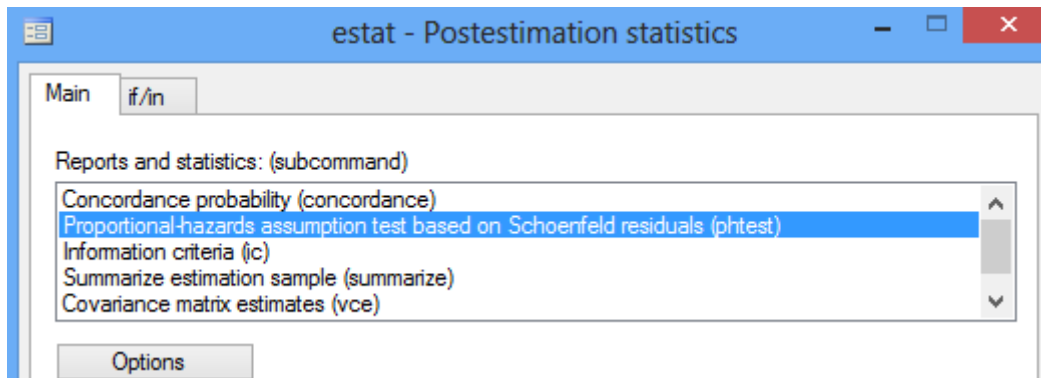 estat - Postestimation statistics
Main if/in
Reports and statistics: (subcommand)
Concordance probability (concordance)
Proportional-hazards assumption test based on Schoenfeld residuals (phtest)
Information criteria (ic)
Summarize estimation sample (summarize)
Covariance matrix estimates (vce)
Options